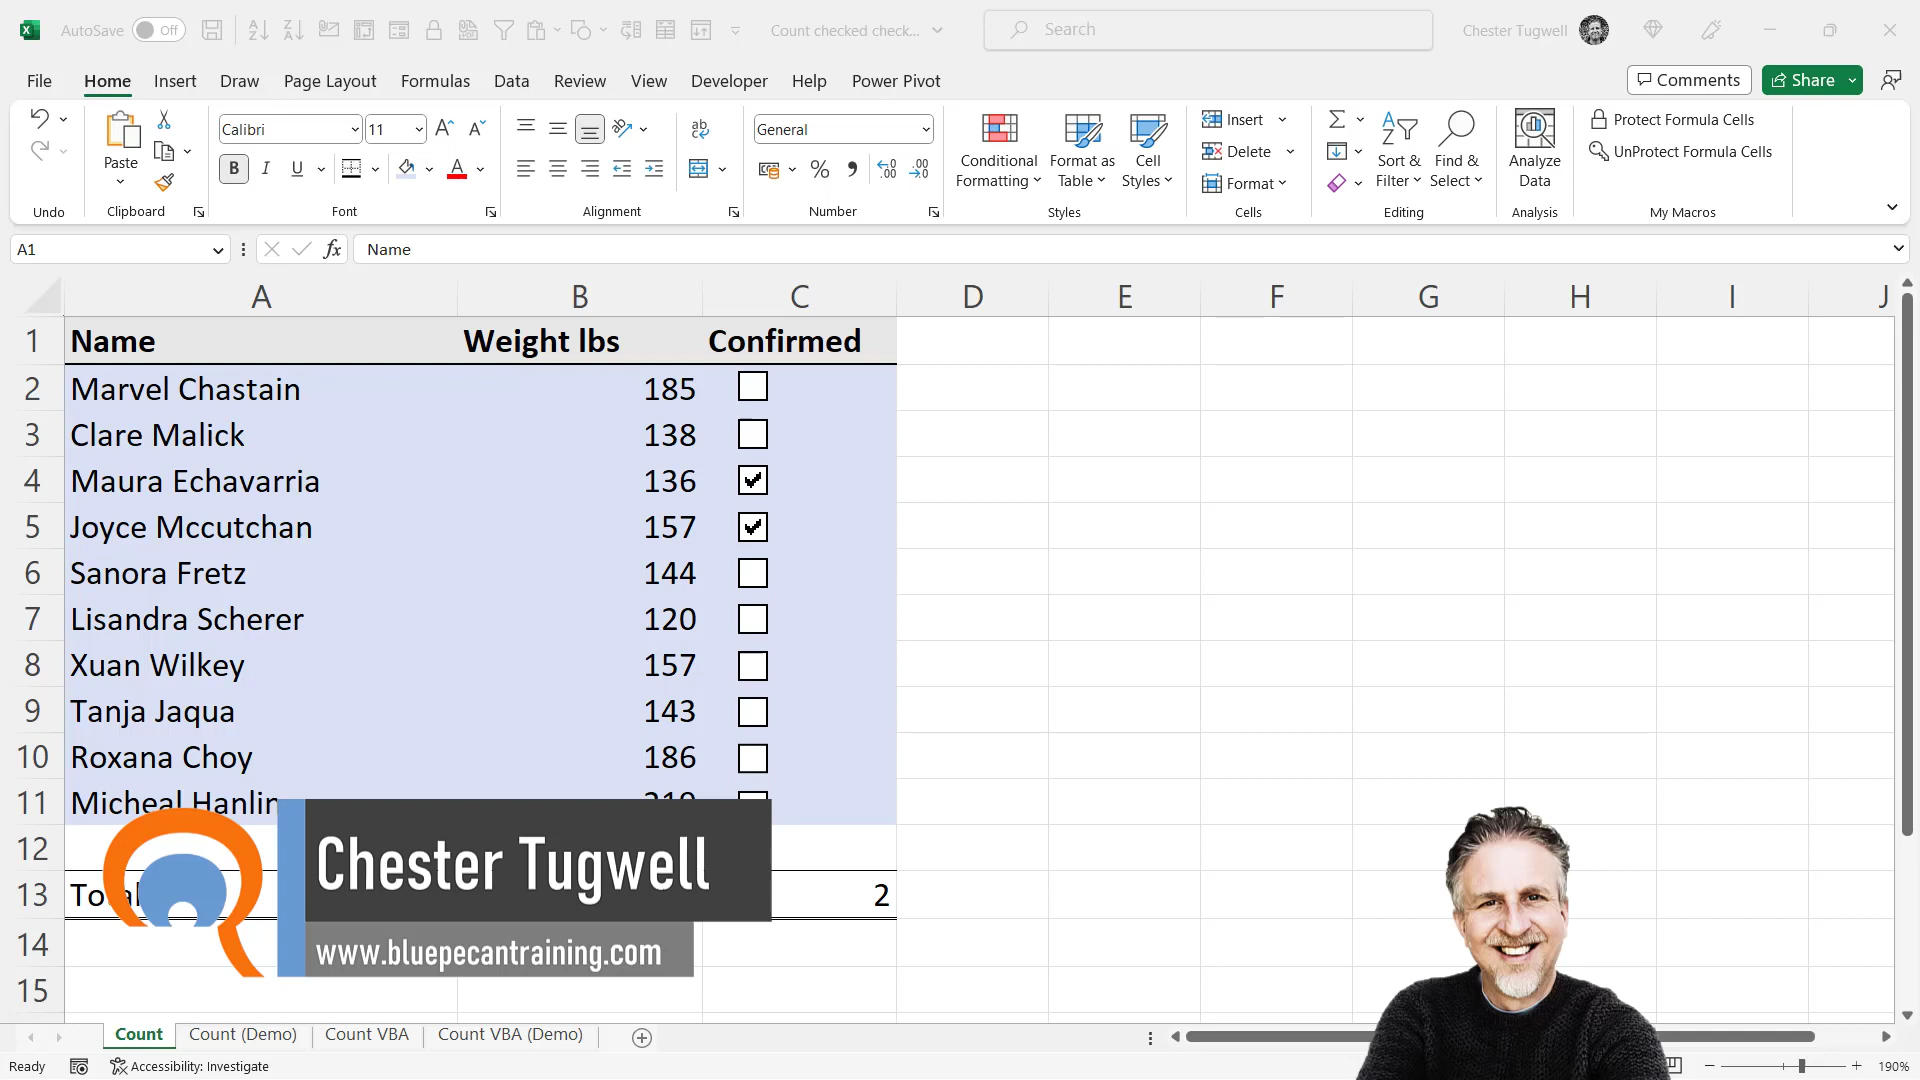 AutoSave Off Count checked check... Search Chester Tugwell
File Home Insert Draw Page Layout Formulas Data Review View Developer Help Power Pivot Comments Share
Paste
Calibri 11 General
B I U
Conditional Formatting
Format as Table
Cell Styles
Insert
Delete
Format
Sort & Filter
Find & Select
Analyze Data
Protect Formula Cells
UnProtect Formula Cells
Undo Clipboard Font Alignment Number Styles Cells Editing Analysis My Macros
A1 fx Name
A B C D E F G H I J
1 Name Weight lbs Confirmed
2 Marvel Chastain 185
3 Clare Malick 138
4 Maura Echavarria 136
5 Joyce Mccutchan 157
6 Sanora Fretz 144
7 Lisandra Scherer 120
8 Xuan Wilkey 157
9 Tanja Jaqua 143
10 Roxana Choy 186
11 Micheal Hanlin
12
13 Total 2
14
15
Chester Tugwell
www.bluepecantraining.com
Count Count (Demo) Count VBA Count VBA (Demo)
Ready Accessibility: Investigate 190%